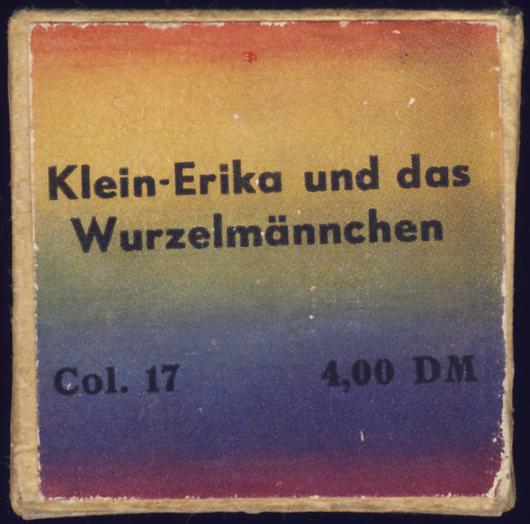 Klein-Erika und das
Wurzelmännchen
Col. 17 4,00 DM